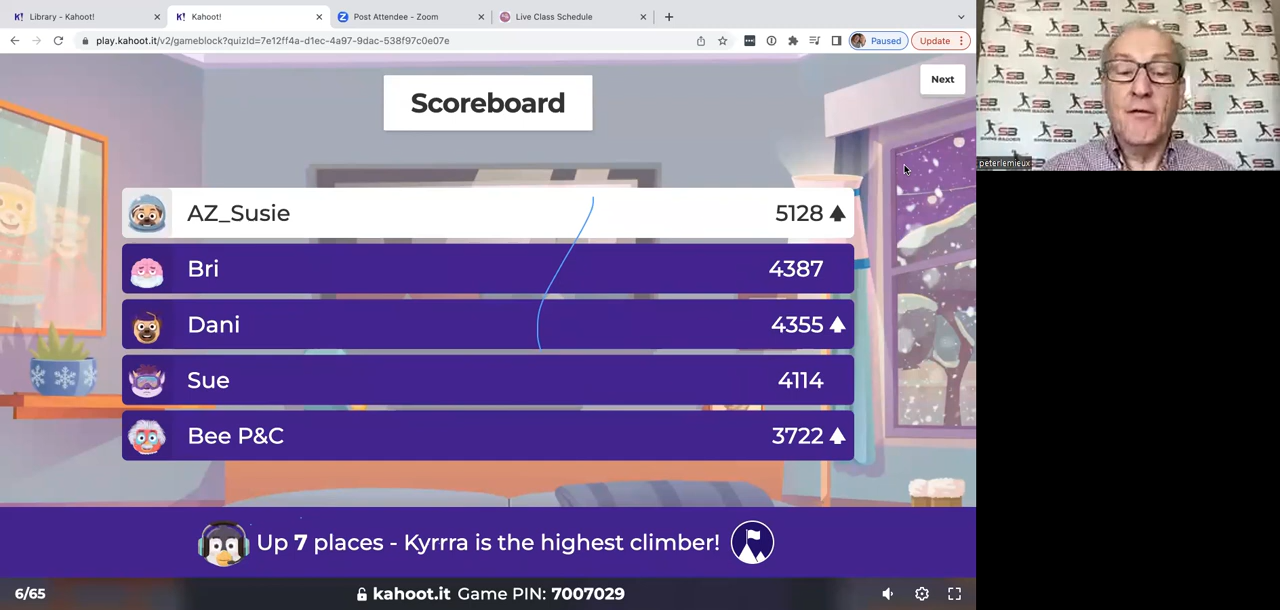 Library - Kahoot!
Kahoot!
Post Attendee - Zoom
Live Class Schedule
play.kahoot.it/v2/gameblock?quizId=7e12ff4a-d1ec-4a97-9dac-538f97c0e07e
Paused
Update
Scoreboard
Next
peterlemieux
AZ_Susie 5128
Bri 4387
Dani 4355
Sue 4114
Bee P&C 3722
Up 7 places - Kyrrra is the highest climber!
6/65
kahoot.it Game PIN: 7007029